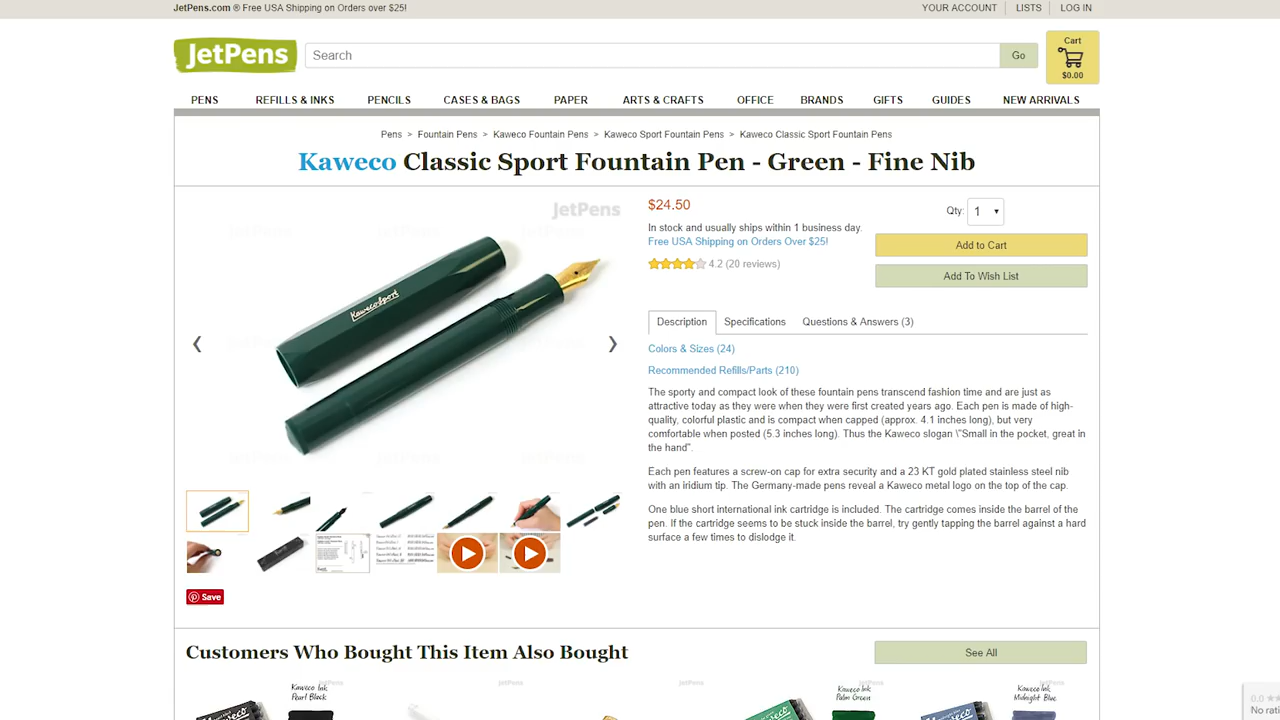 JetPens.com ® Free USA Shipping on Orders over $25!
YOUR ACCOUNT LISTS LOG IN
JetPens
Search
Go
Cart
$0.00
PENS REFILLS & INKS PENCILS CASES & BAGS PAPER ARTS & CRAFTS OFFICE BRANDS GIFTS GUIDES NEW ARRIVALS
Pens > Fountain Pens > Kaweco Fountain Pens > Kaweco Sport Fountain Pens > Kaweco Classic Sport Fountain Pens
Kaweco Classic Sport Fountain Pen - Green - Fine Nib
JetPens
KawecoSport
$24.50
In stock and usually ships within 1 business day.
Free USA Shipping on Orders Over $25!
4.2 (20 reviews)
Qty: 1
Add to Cart
Add To Wish List
Description Specifications Questions & Answers (3)
Colors & Sizes (24)
Recommended Refills/Parts (210)
The sporty and compact look of these fountain pens transcend fashion time and are just as
attractive today as they were when they were first created years ago. Each pen is made of high-
quality, colorful plastic and is compact when capped (approx. 4.1 inches long), but very
comfortable when posted (5.3 inches long). Thus the Kaweco slogan \"Small in the pocket, great in
the hand".
Each pen features a screw-on cap for extra security and a 23 KT gold plated stainless steel nib
with an iridium tip. The Germany-made pens reveal a Kaweco metal logo on the top of the cap.
One blue short international ink cartridge is included. The cartridge comes inside the barrel of the
pen. If the cartridge seems to be stuck inside the barrel, try gently tapping the barrel against a hard
surface a few times to dislodge it.
Save
Customers Who Bought This Item Also Bought
See All
Kaweco Ink
Pearl Black
JetPens
JetPens
JetPens
Kaweco Ink
Palm Green
JetPens
Kaweco Ink
Midnight Blue
JetPens
0.0
No rati